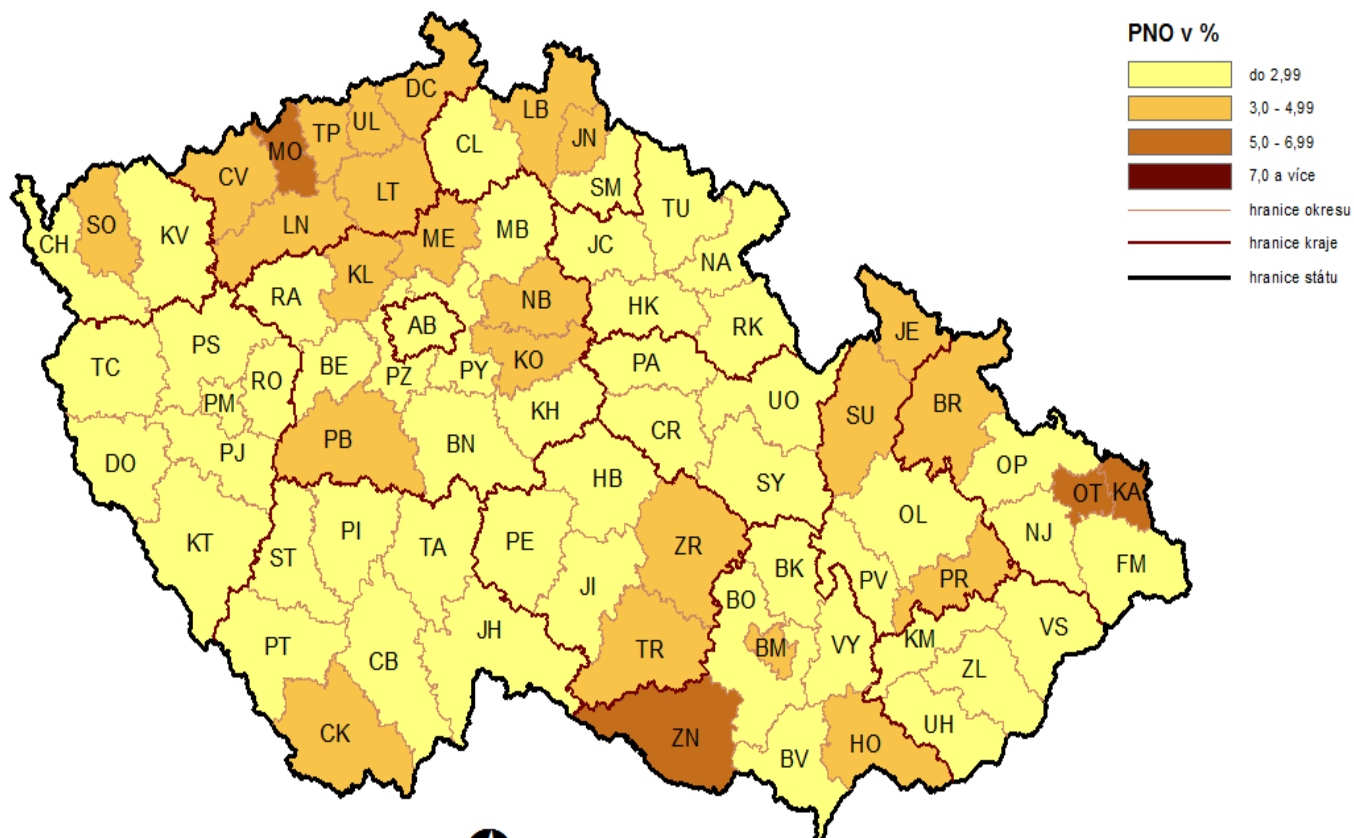 PNO v %
do 2,99
3,0 - 4,99
5,0 - 6,99
7,0 a více
hranice okresu
hranice kraje
hranice státu
DC
LB
UL
TP
JN
MO
CL
CV
SM
LT
TU
SO
LN
KV
ME
MB
JC
CH
NA
KL
RA
NB
HK
AB
RK
JE
PS
KO
TC
BE
PZ
PY
PA
RO
UO
PM
KH
SU
BR
PB
CR
BN
PJ
DO
OP
HB
SY
OT
KA
OL
KT
ST
PI
TA
PE
ZR
NJ
FM
BK
PV
PR
JI
BO
JH
VS
PT
CB
TR
BM
VY
KM
ZL
CK
ZN
UH
HO
BV